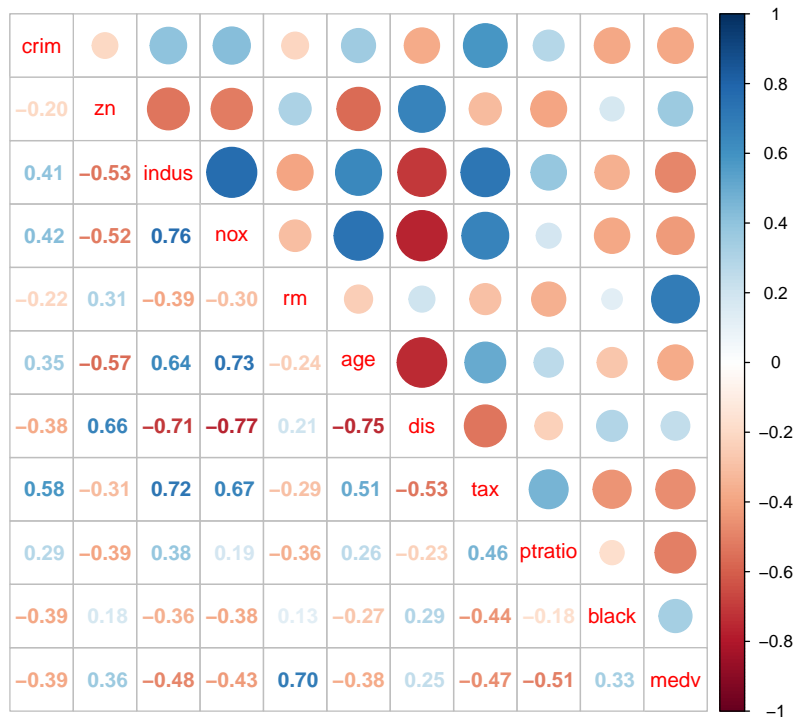 crim
−0.20 zn
0.41 −0.53 indus
0.42 −0.52 0.76 nox
−0.22 0.31 −0.39 −0.30 rm
0.35 −0.57 0.64 0.73 −0.24 age
−0.38 0.66 −0.71 −0.77 0.21 −0.75 dis
0.58 −0.31 0.72 0.67 −0.29 0.51 −0.53 tax
0.29 −0.39 0.38 0.19 −0.36 0.26 −0.23 0.46 ptratio
−0.39 0.18 −0.36 −0.38 0.13 −0.27 0.29 −0.44 −0.18 black
−0.39 0.36 −0.48 −0.43 0.70 −0.38 0.25 −0.47 −0.51 0.33 medv
1
0.8
0.6
0.4
0.2
0
−0.2
−0.4
−0.6
−0.8
−1